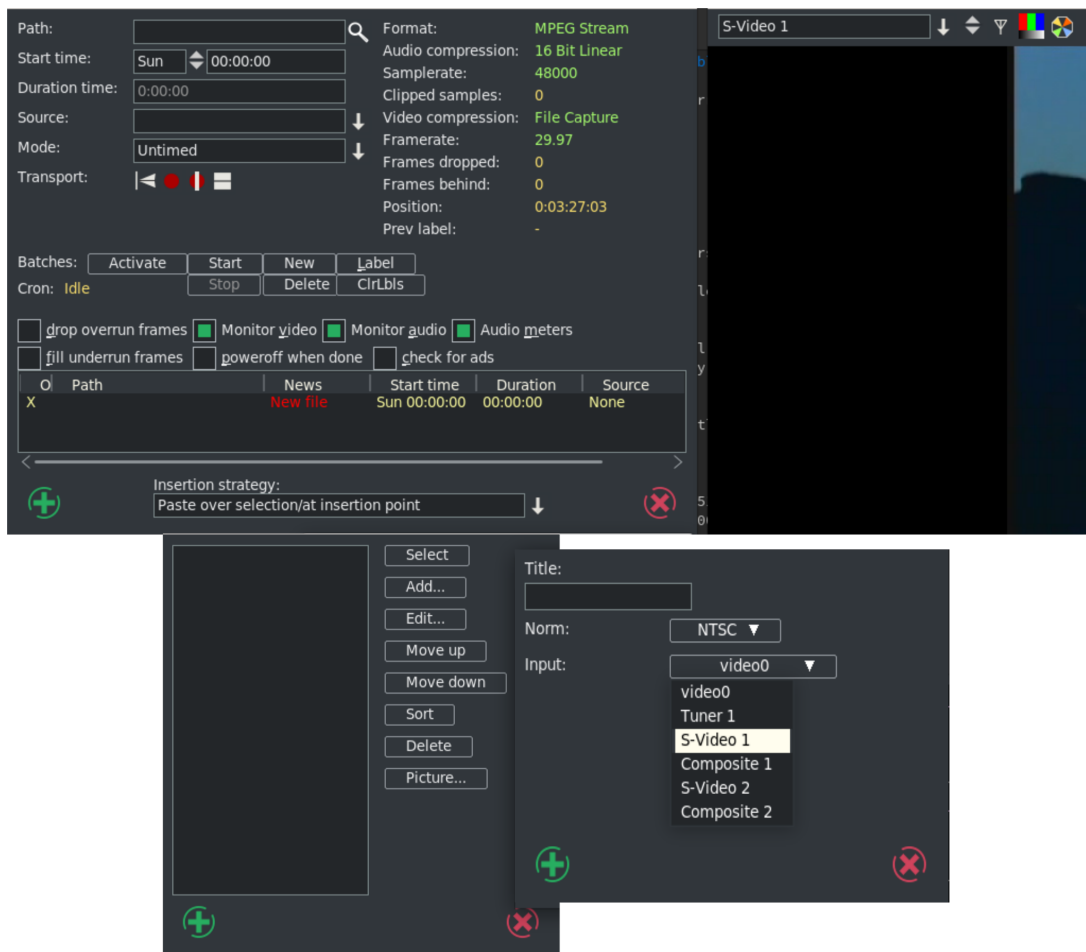 Path:
Start time: Sun 00:00:00
Duration time: 0:00:00
Source:
Mode: Untimed
Transport:
Format: MPEG Stream
Audio compression: 16 Bit Linear
Samplerate: 48000
Clipped samples: 0
Video compression: File Capture
Framerate: 29.97
Frames dropped: 0
Frames behind: 0
Position: 0:03:27:03
Prev label: -
Batches: Activate Start New Label
Cron: Idle Stop Delete ClrLbls
drop overrun frames Monitor video Monitor audio Audio meters
fill underrun frames poweroff when done check for ads
O Path News Start time Duration Source
X New file Sun 00:00:00 00:00:00 None
Insertion strategy:
Paste over selection/at insertion point
S-Video 1
Select
Add...
Edit...
Move up
Move down
Sort
Delete
Picture...
Title:
Norm: NTSC
Input: video0
video0
Tuner 1
S-Video 1
Composite 1
S-Video 2
Composite 2